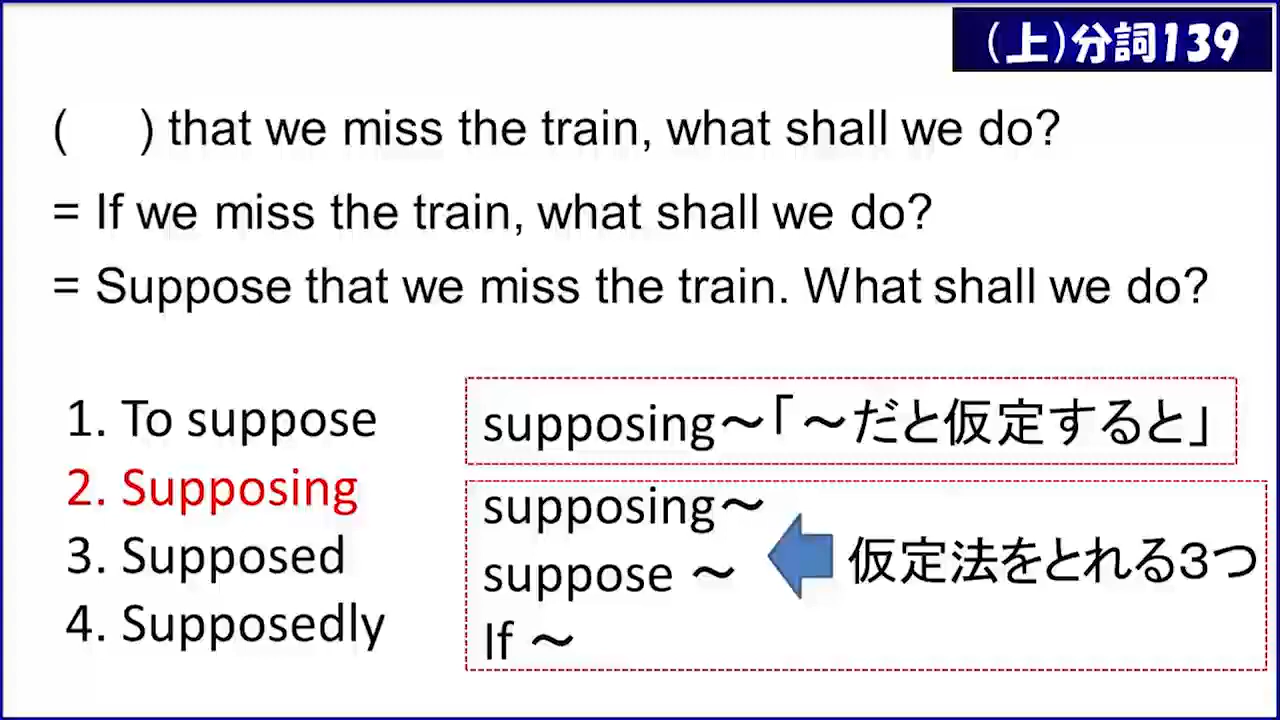 (上)分詞139
(　　) that we miss the train, what shall we do?
= If we miss the train, what shall we do?
= Suppose that we miss the train. What shall we do?
1. To suppose
2. Supposing
3. Supposed
4. Supposedly
supposing～「～だと仮定すると」
supposing～
suppose ～
If ～
仮定法をとれる3つ